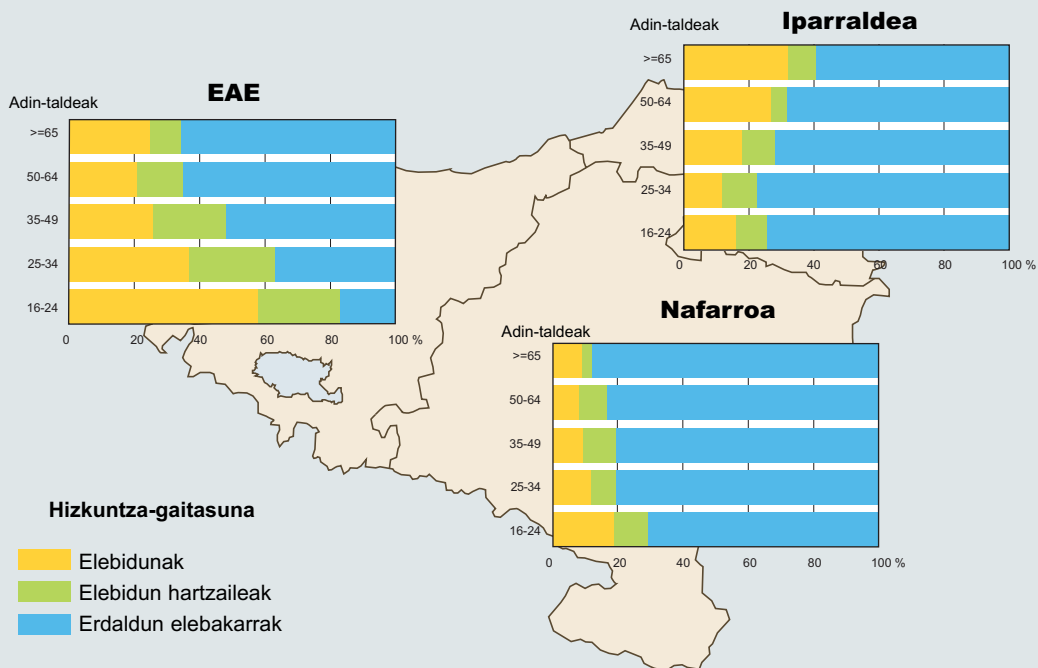 EAE
Adin-taldeak
>=65
50-64
35-49
25-34
16-24
0 20 40 60 80 100 %
Iparraldea
Adin-taldeak
>=65
50-64
35-49
25-34
16-24
0 20 40 60 80 100 %
Nafarroa
Adin-taldeak
>=65
50-64
35-49
25-34
16-24
0 20 40 60 80 100 %
Hizkuntza-gaitasuna
Elebidunak
Elebidun hartzaileak
Erdaldun elebakarrak